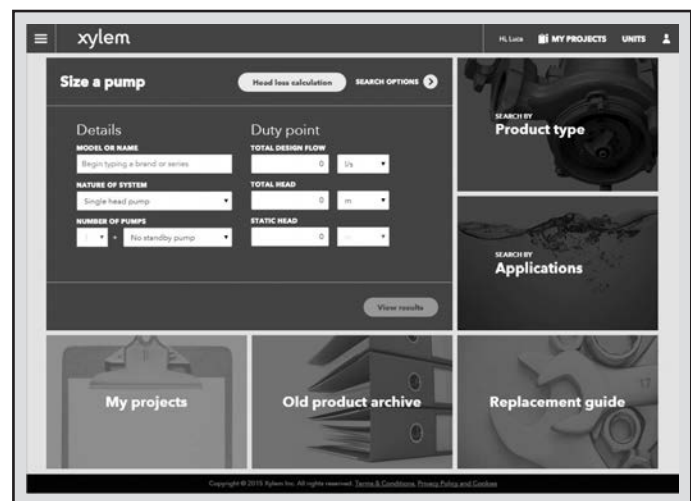 xylem
Hi, Luca MY PROJECTS UNITS
Size a pump
Head loss calculation
SEARCH OPTIONS
Details
MODEL OR NAME
Begin typing a brand or series
NATURE OF SYSTEM
Single head pump
NUMBER OF PUMPS
1 + No standby pump
Duty point
TOTAL DESIGN FLOW
0 l/s
TOTAL HEAD
0 m
STATIC HEAD
0 m
View results
SEARCH BY
Product type
SEARCH BY
Applications
My projects
Old product archive
Replacement guide
Copyright © 2015 Xylem Inc. All rights reserved. Terms & Conditions, Privacy Policy and Cookies